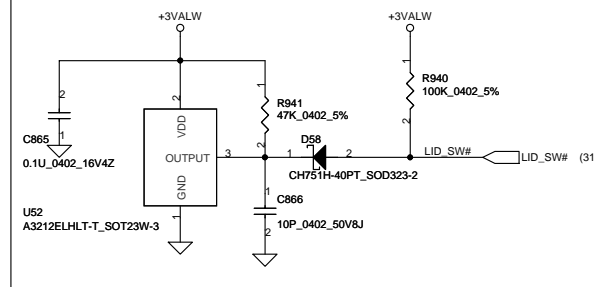 +3VALW
+3VALW
2
1
C865
0.1U_0402_16V4Z
2
VDD
OUTPUT
3
GND
1
U52
A3212ELHLT-T_SOT23W-3
1
R941
47K_0402_5%
2
1
D58
2
CH751H-40PT_SOD323-2
1
C866
10P_0402_50V8J
2
1
R940
100K_0402_5%
2
LID_SW#
LID_SW# (31